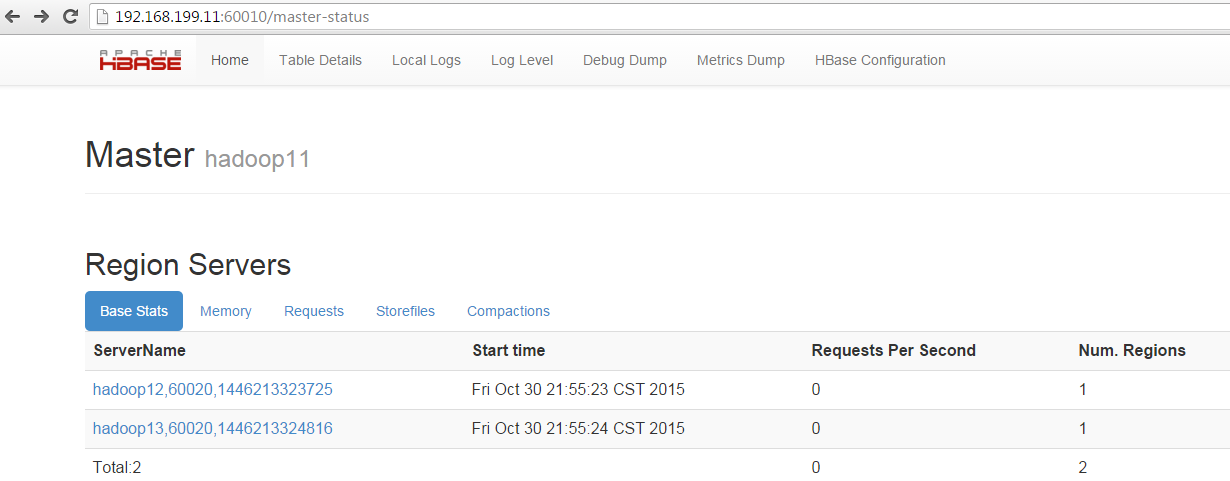 192.168.199.11:60010/master-status
APACHE
HBASE Home Table Details Local Logs Log Level Debug Dump Metrics Dump HBase Configuration
Master hadoop11
Region Servers
Base Stats Memory Requests Storefiles Compactions
ServerName Start time Requests Per Second Num. Regions
hadoop12,60020,1446213323725 Fri Oct 30 21:55:23 CST 2015 0 1
hadoop13,60020,1446213324816 Fri Oct 30 21:55:24 CST 2015 0 1
Total:2 0 2